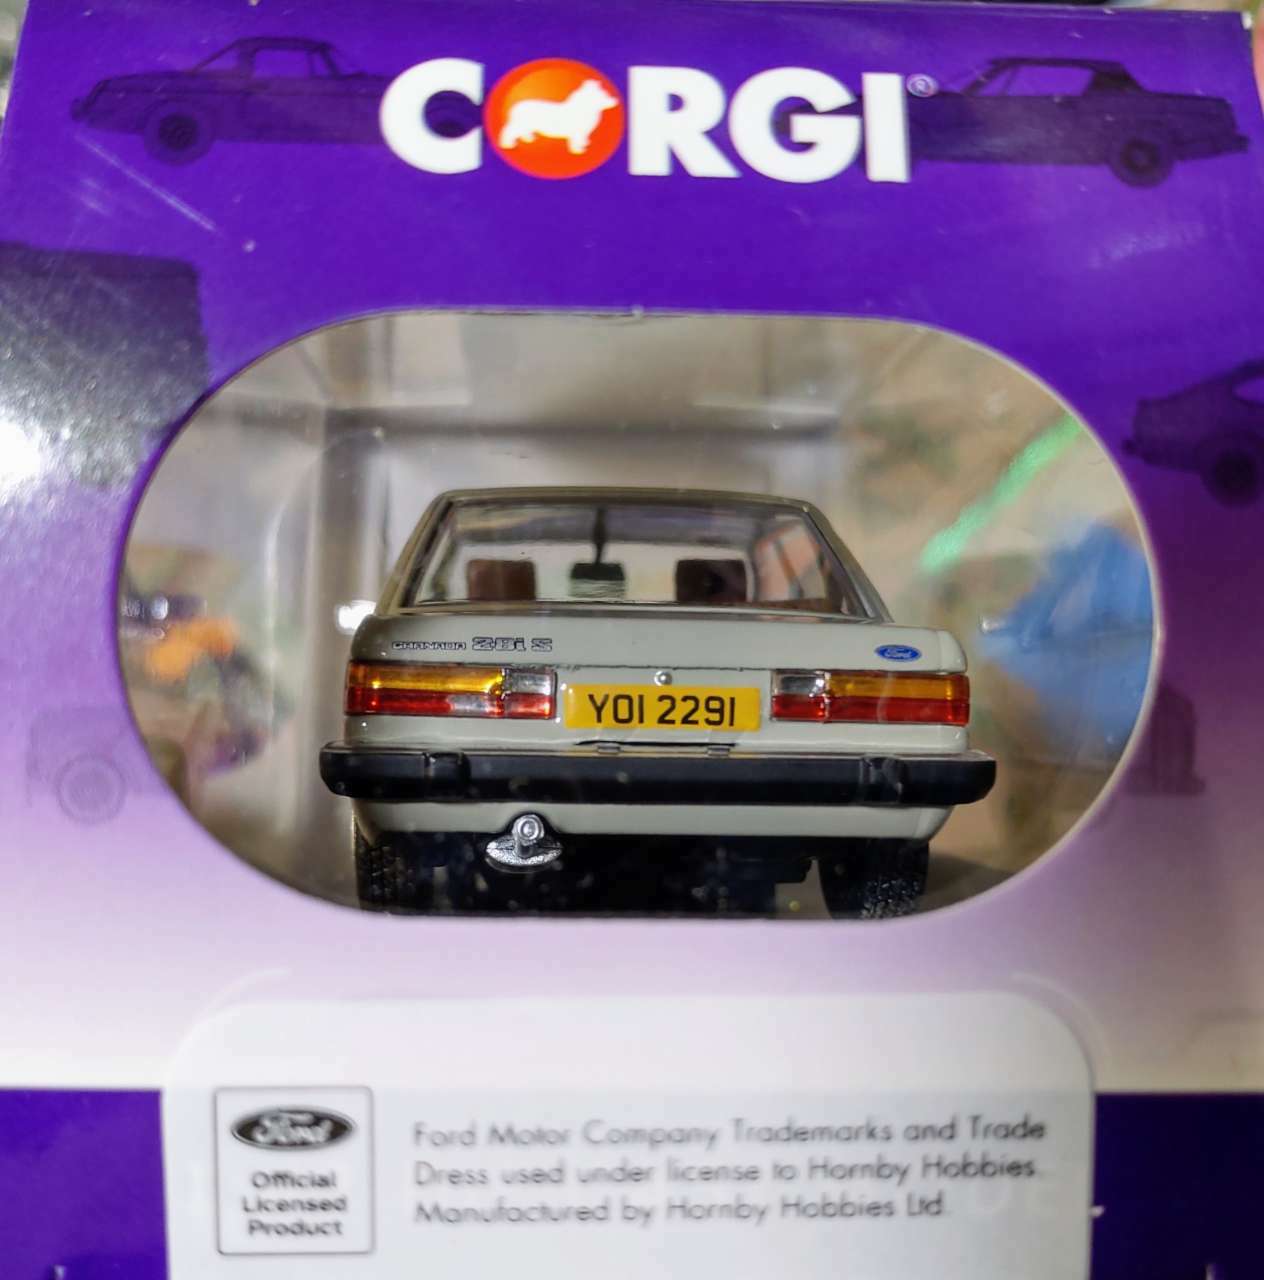 CORGI®
GRANADA 2.8i S
Ford
YOI 2291
Ford
Official
Licensed
Product
Ford Motor Company Trademarks and Trade
Dress used under license to Hornby Hobbies.
Manufactured by Hornby Hobbies Ltd.